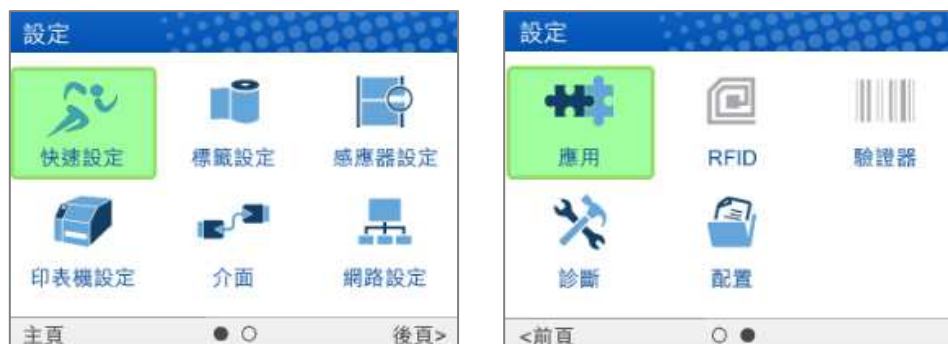 設定
快速設定 標籤設定 感應器設定
印表機設定 介面 網路設定
主頁 後頁>
設定
應用 RFID 驗證器
診斷 配置
<前頁